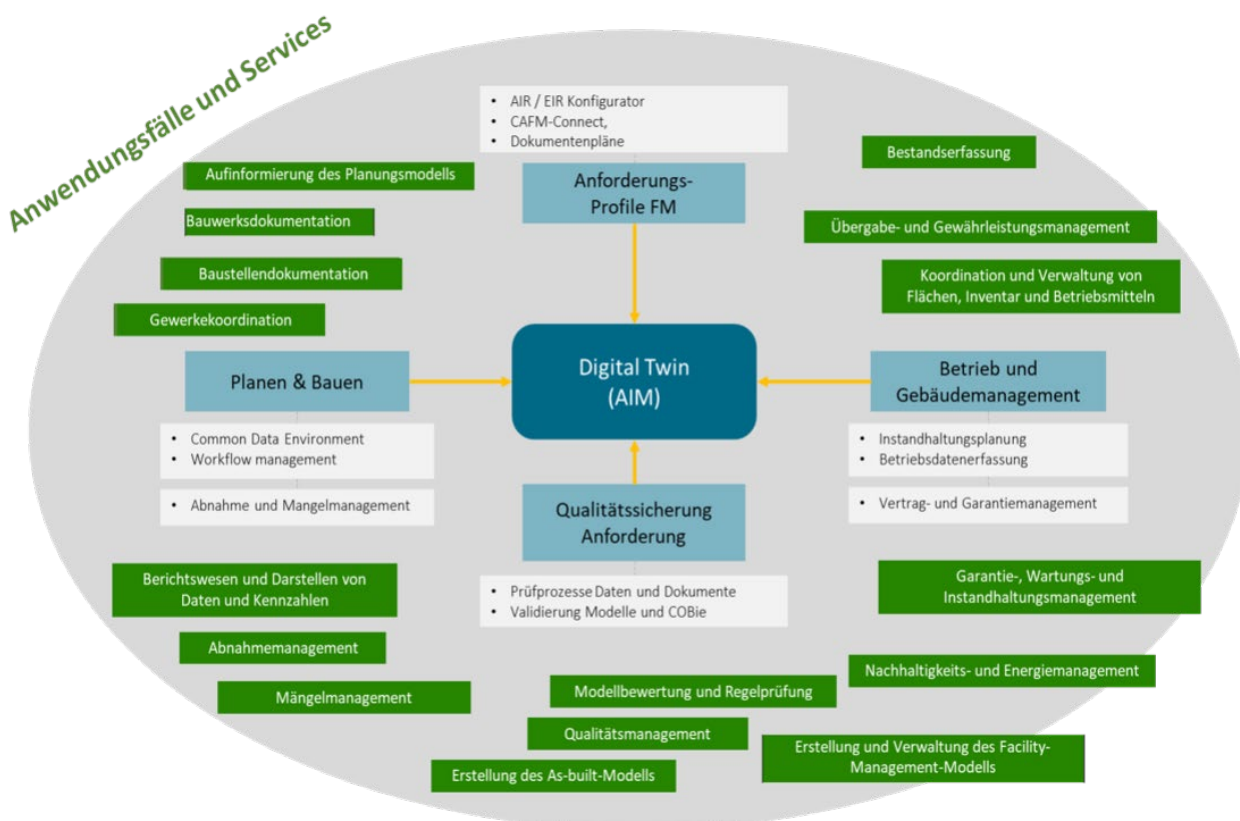 Anwendungsfälle und Services
• AIR / EIR Konfigurator
• CAFM-Connect,
• Dokumentenpläne
Anforderungs-
Profile FM
Aufinformierung des Planungsmodells
Bauwerksdokumentation
Baustellendokumentation
Gewerkekoordination
Bestandserfassung
Übergabe- und Gewährleistungsmanagement
Koordination und Verwaltung von
Flächen, Inventar und Betriebsmitteln
Planen & Bauen
• Common Data Environment
• Workflow management
• Abnahme und Mangelmanagement
Digital Twin
(AIM)
Betrieb und
Gebäudemanagement
• Instandhaltungsplanung
• Betriebsdatenerfassung
• Vertrag- und Garantiemanagement
Qualitätssicherung
Anforderung
• Prüfprozesse Daten und Dokumente
• Validierung Modelle und COBie
Berichtswesen und Darstellen von
Daten und Kennzahlen
Abnahmemanagement
Mängelmanagement
Garantie-, Wartungs- und
Instandhaltungsmanagement
Nachhaltigkeits- und Energiemanagement
Modellbewertung und Regelprüfung
Qualitätsmanagement
Erstellung des As-built-Modells
Erstellung und Verwaltung des Facility-
Management-Modells